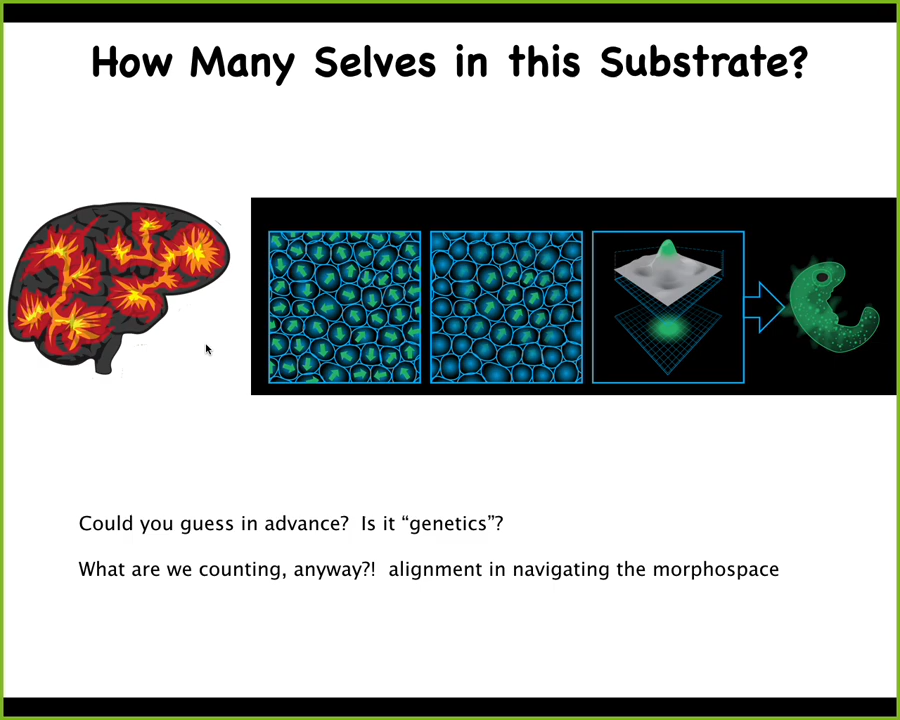 How Many Selves in this Substrate?
Could you guess in advance?  Is it “genetics”?
What are we counting, anyway?!  alignment in navigating the morphospace